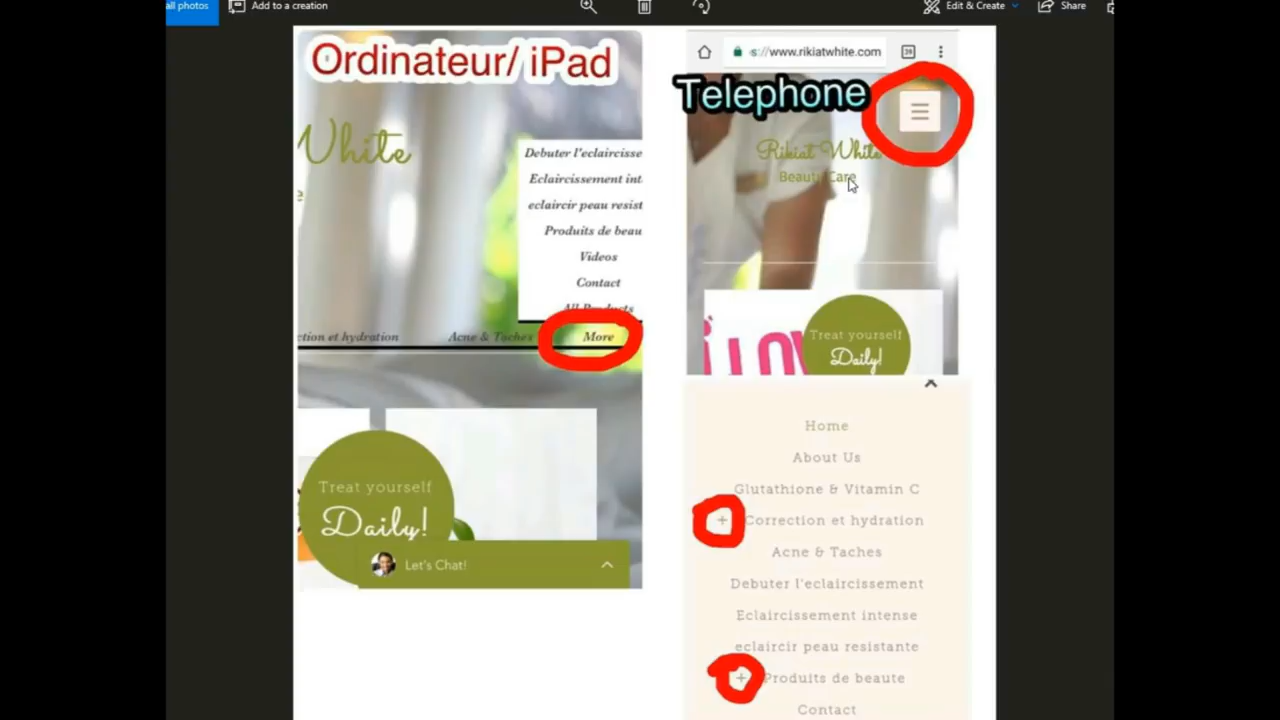 all photos
Add to a creation
Edit & Create
Share
Ordinateur/ iPad
White
Debuter l'eclaircisse
Eclaircissement int
eclaircir peau resist
Produits de beau
Videos
Contact
All Products
ction et hydration
Acne & Taches
More
Treat yourself
Daily!
Let's Chat!
s://www.rikiatwhite.com
Telephone
Rikiat White
Beauty Care
I LOV
Treat yourself
Daily!
Home
About Us
Glutathione & Vitamin C
+ Correction et hydration
Acne & Taches
Debuter l'eclaircissement
Eclaircissement intense
eclaircir peau resistante
+ Produits de beaute
Contact